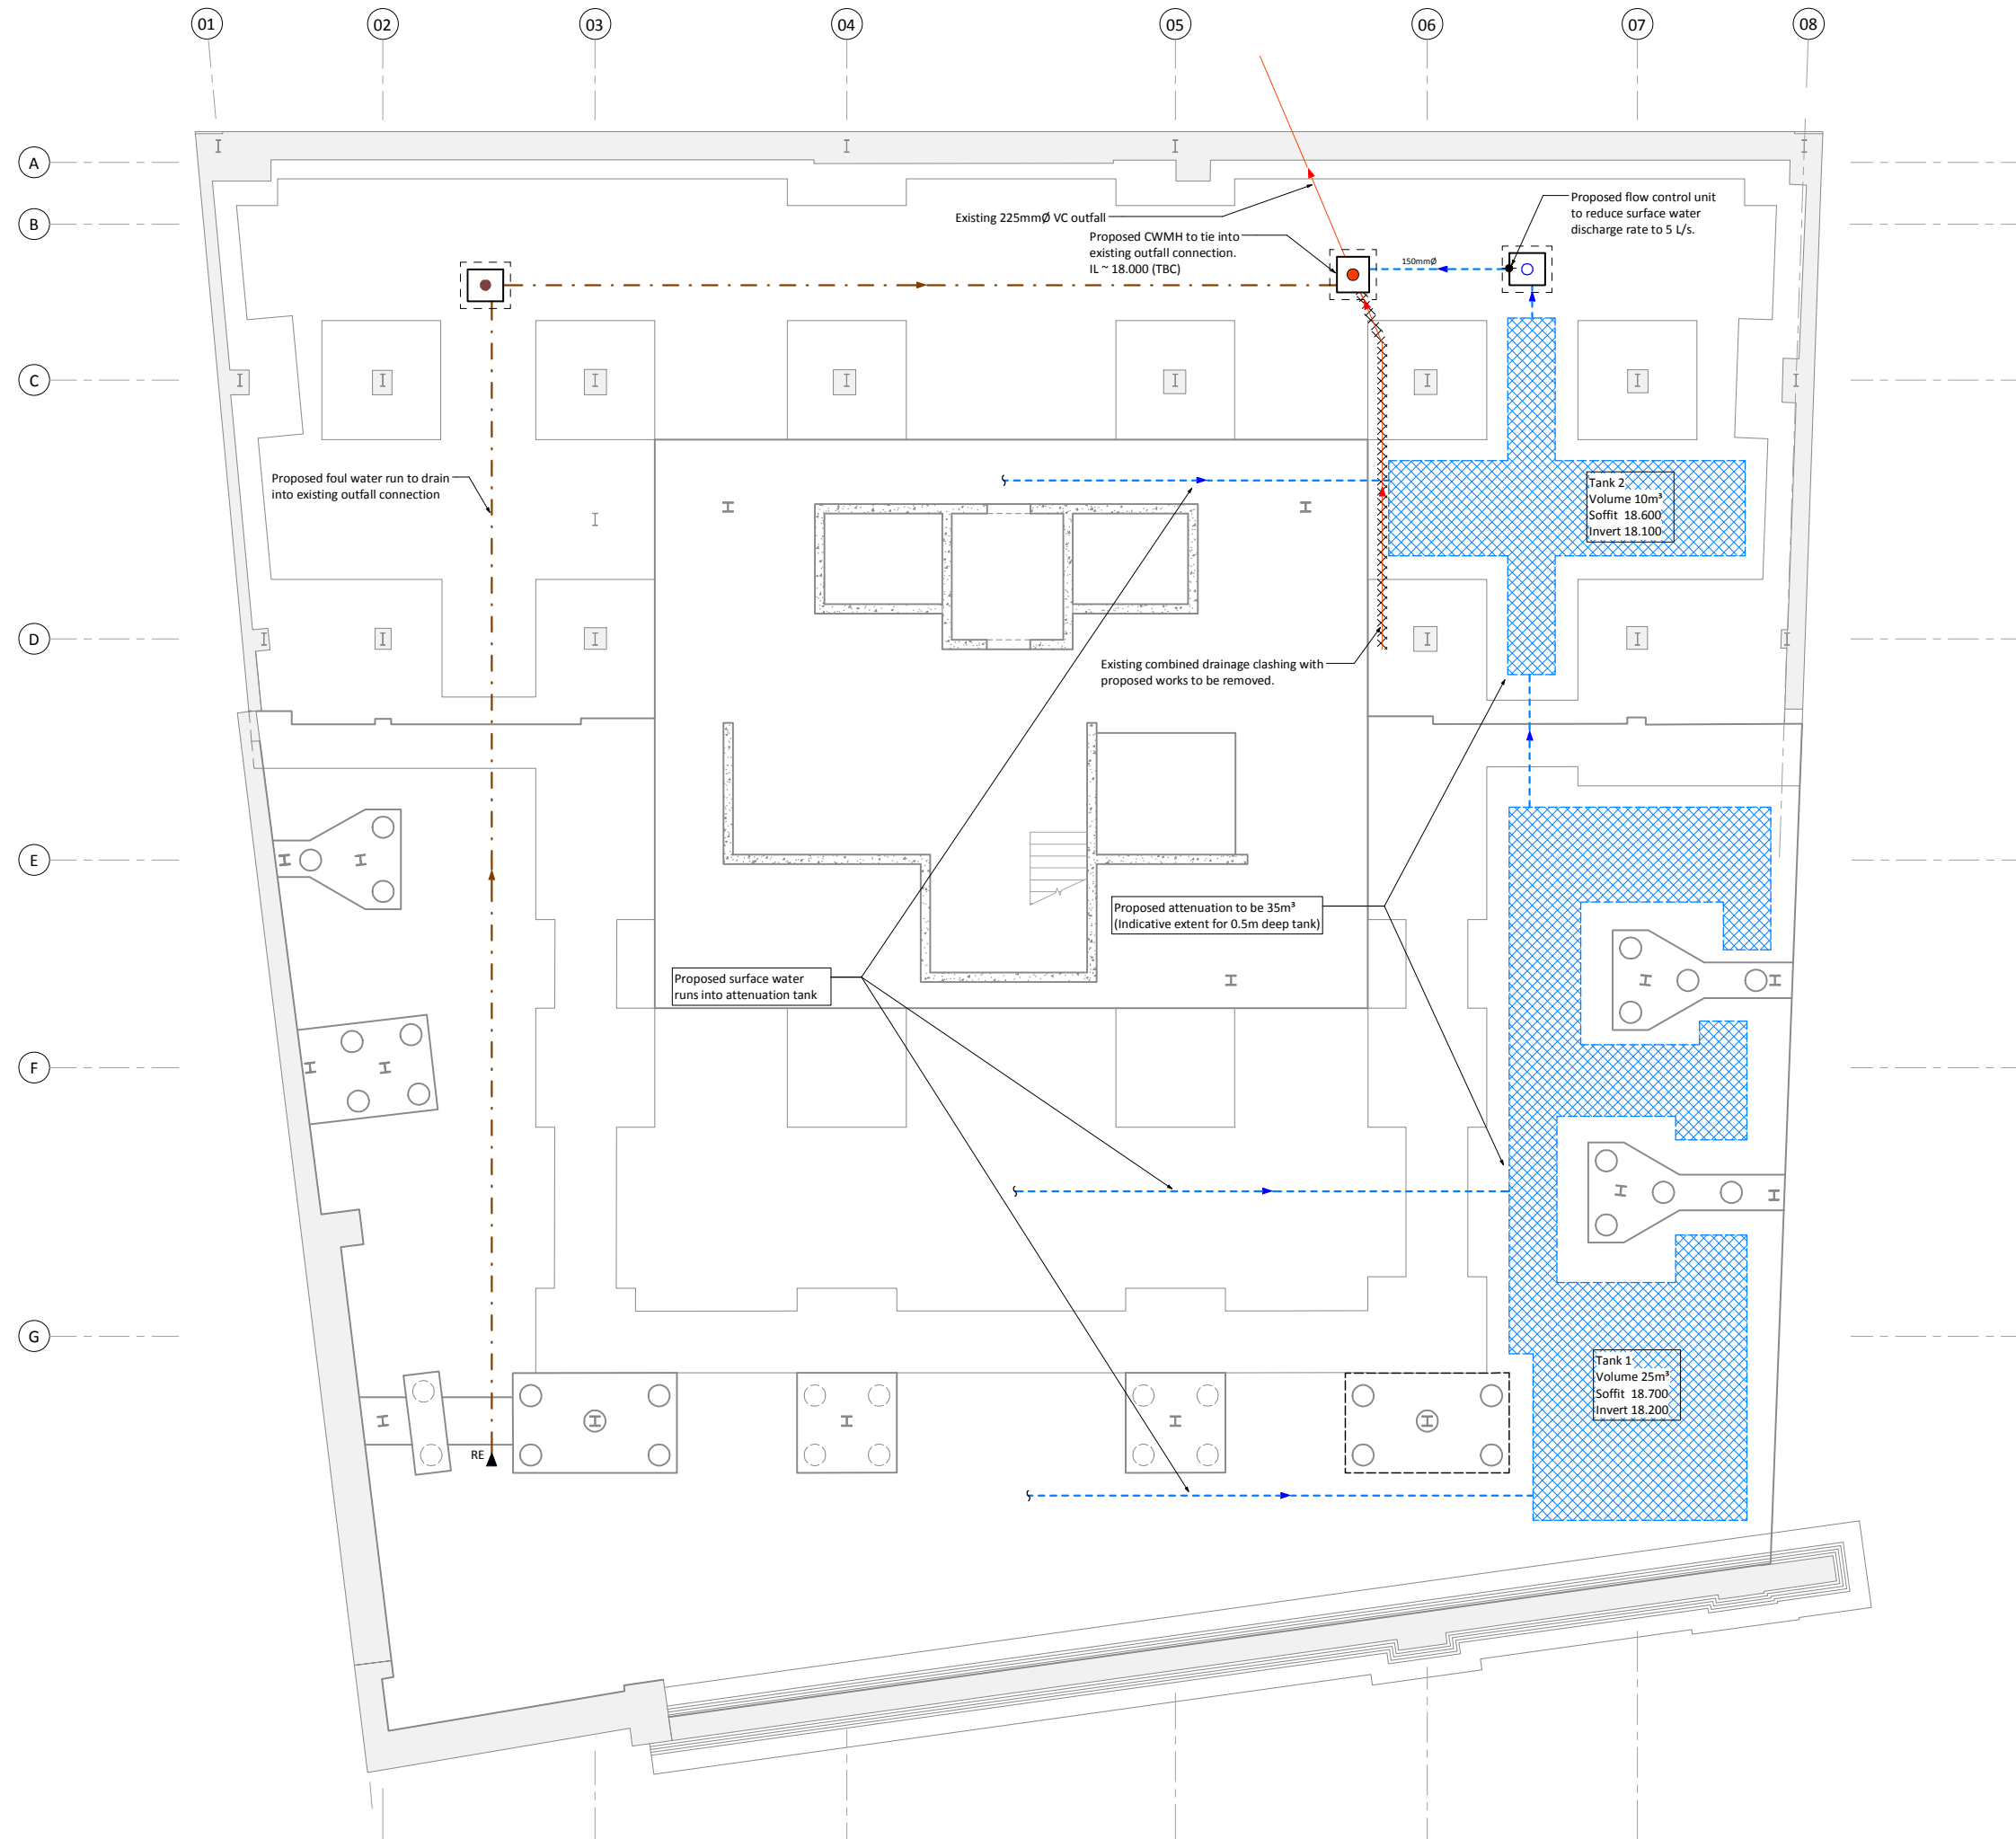 01
02
03
04
05
06
07
08
A
B
C
D
E
F
G
Existing 225mmØ VC outfall
Proposed CWMH to tie into
existing outfall connection.
IL ~ 18.000 (TBC)
150mmØ
Proposed flow control unit
to reduce surface water
discharge rate to 5 L/s.
Proposed foul water run to drain
into existing outfall connection
Tank 2
Volume 10m³
Soffit 18.600
Invert 18.100
Existing combined drainage clashing with
proposed works to be removed.
Proposed attenuation to be 35m³
(Indicative extent for 0.5m deep tank)
Proposed surface water
runs into attenuation tank
Tank 1
Volume 25m³
Soffit 18.700
Invert 18.200
RE